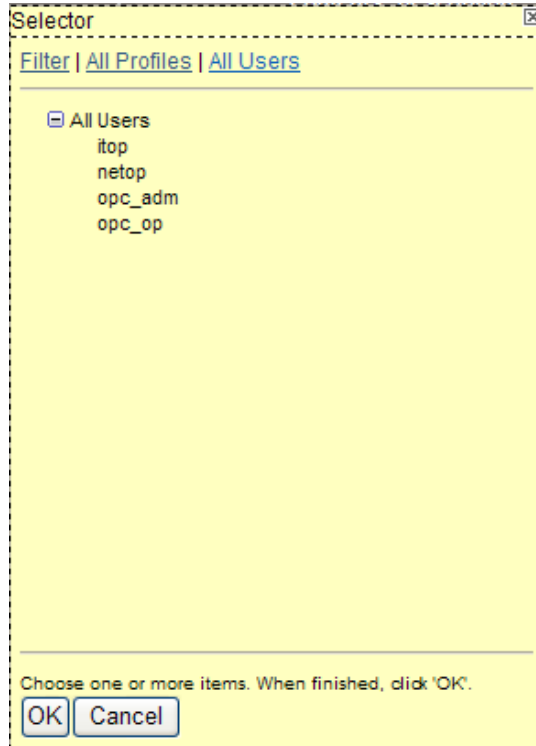 Selector
Filter | All Profiles | All Users
All Users
itop
netop
opc_adm
opc_op
Choose one or more items. When finished, click 'OK'.
OK Cancel